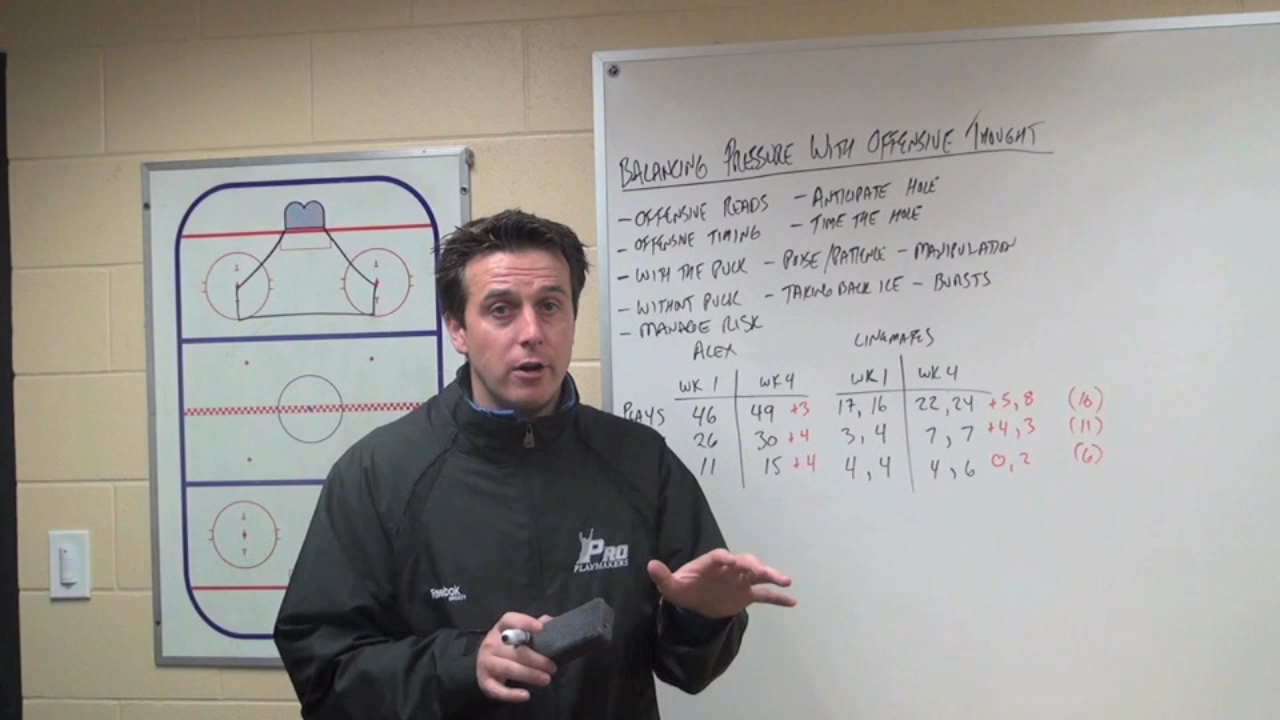 BALANCING PRESSURE WITH OFFENSIVE THOUGHT
- OFFENSIVE READS - ANTICIPATE HOLE
- OFFENSIVE TIMING - TIME THE HOLE
- WITH THE PUCK - POISE/PATIENCE - MANIPULATION
- WITHOUT PUCK - TAKING BACK ICE - BURSTS
- MANAGE RISK
ALEX LINEMATES
WK 1 WK 4 WK 1 WK 4
PLAYS 46 49 +3 17, 16 22, 24 +5, 8 (16)
26 30 +4 3, 4 7, 7 +4, 3 (11)
11 15 +4 4, 4 4, 6 0, 2 (6)
PRO
PLAYMAKERS
Reebok